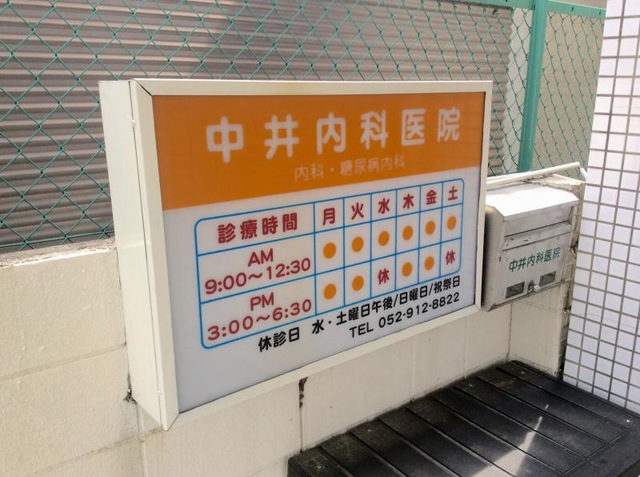 中井内科医院
内科・糖尿病内科
診療時間 月 火 水 木 金 土
AM 9:00〜12:30 ● ● ● ● ● ●
PM 3:00〜6:30 ● ● 休 ● ● 休
休診日 水・土曜日午後/日曜日/祝祭日
TEL 052-912-8822
中井内科医院